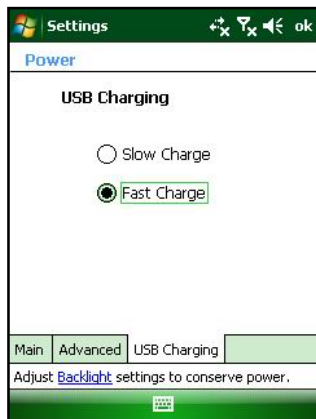 Settings ok
Power
USB Charging
Slow Charge
Fast Charge
Main Advanced USB Charging
Adjust Backlight settings to conserve power.